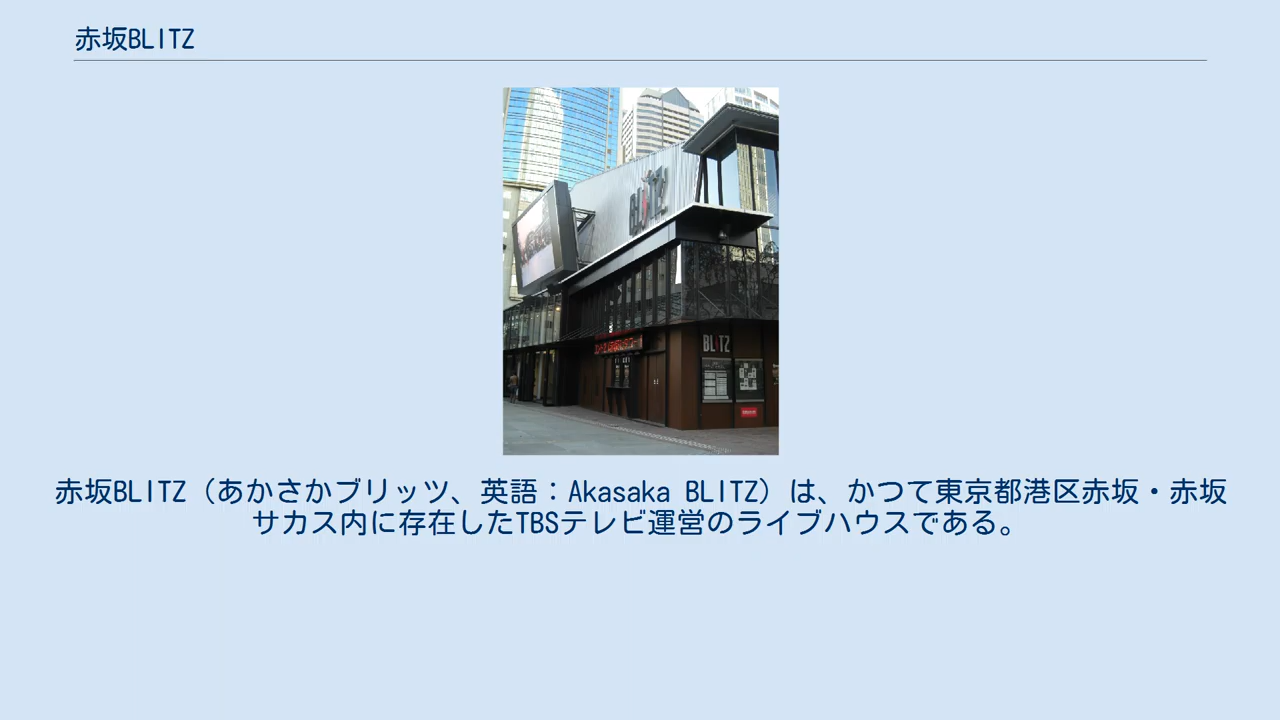 赤坂BLITZ
BLITZ
BLITZ
赤坂BLITZ（あかさかブリッツ、英語：Akasaka BLITZ）は、かつて東京都港区赤坂・赤坂
サカス内に存在したTBSテレビ運営のライブハウスである。